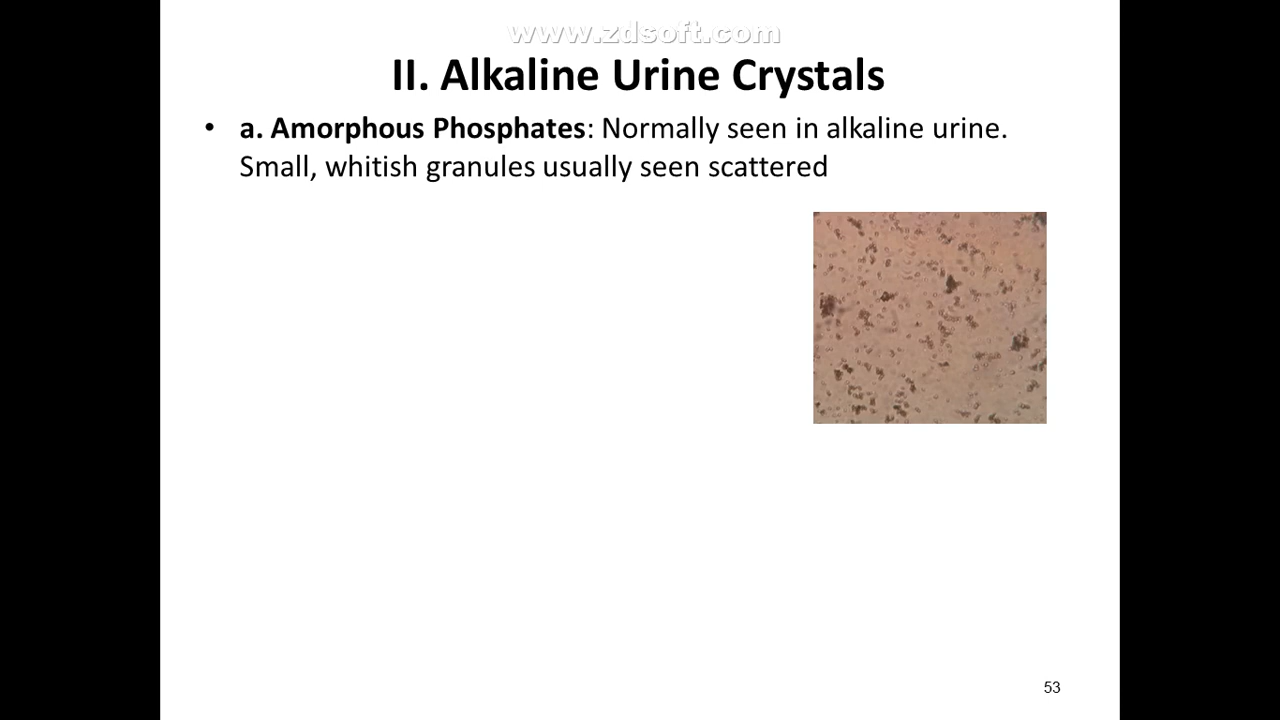 www.zdsoft.com
II. Alkaline Urine Crystals
• a. Amorphous Phosphates: Normally seen in alkaline urine.
Small, whitish granules usually seen scattered
53